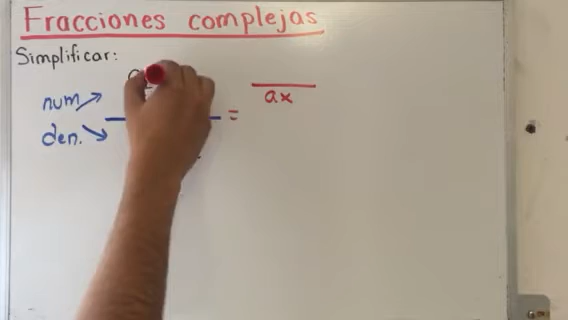 Fracciones complejas
Simplificar:
num
den.
=
ax